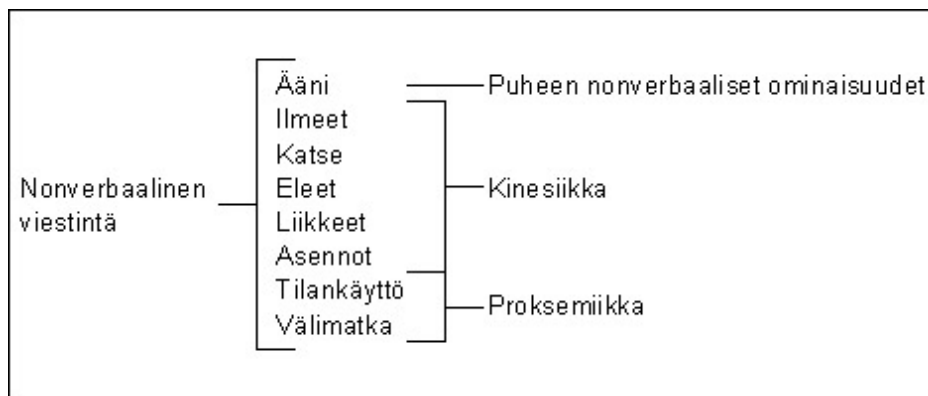 Ääni
Puheen nonverbaaliset ominaisuudet
Ilmeet
Katse
Nonverbaalinen
viestintä
Eleet
Kinesiikka
Liikkeet
Asennot
Tilankäyttö
Proksemiikka
Välimatka